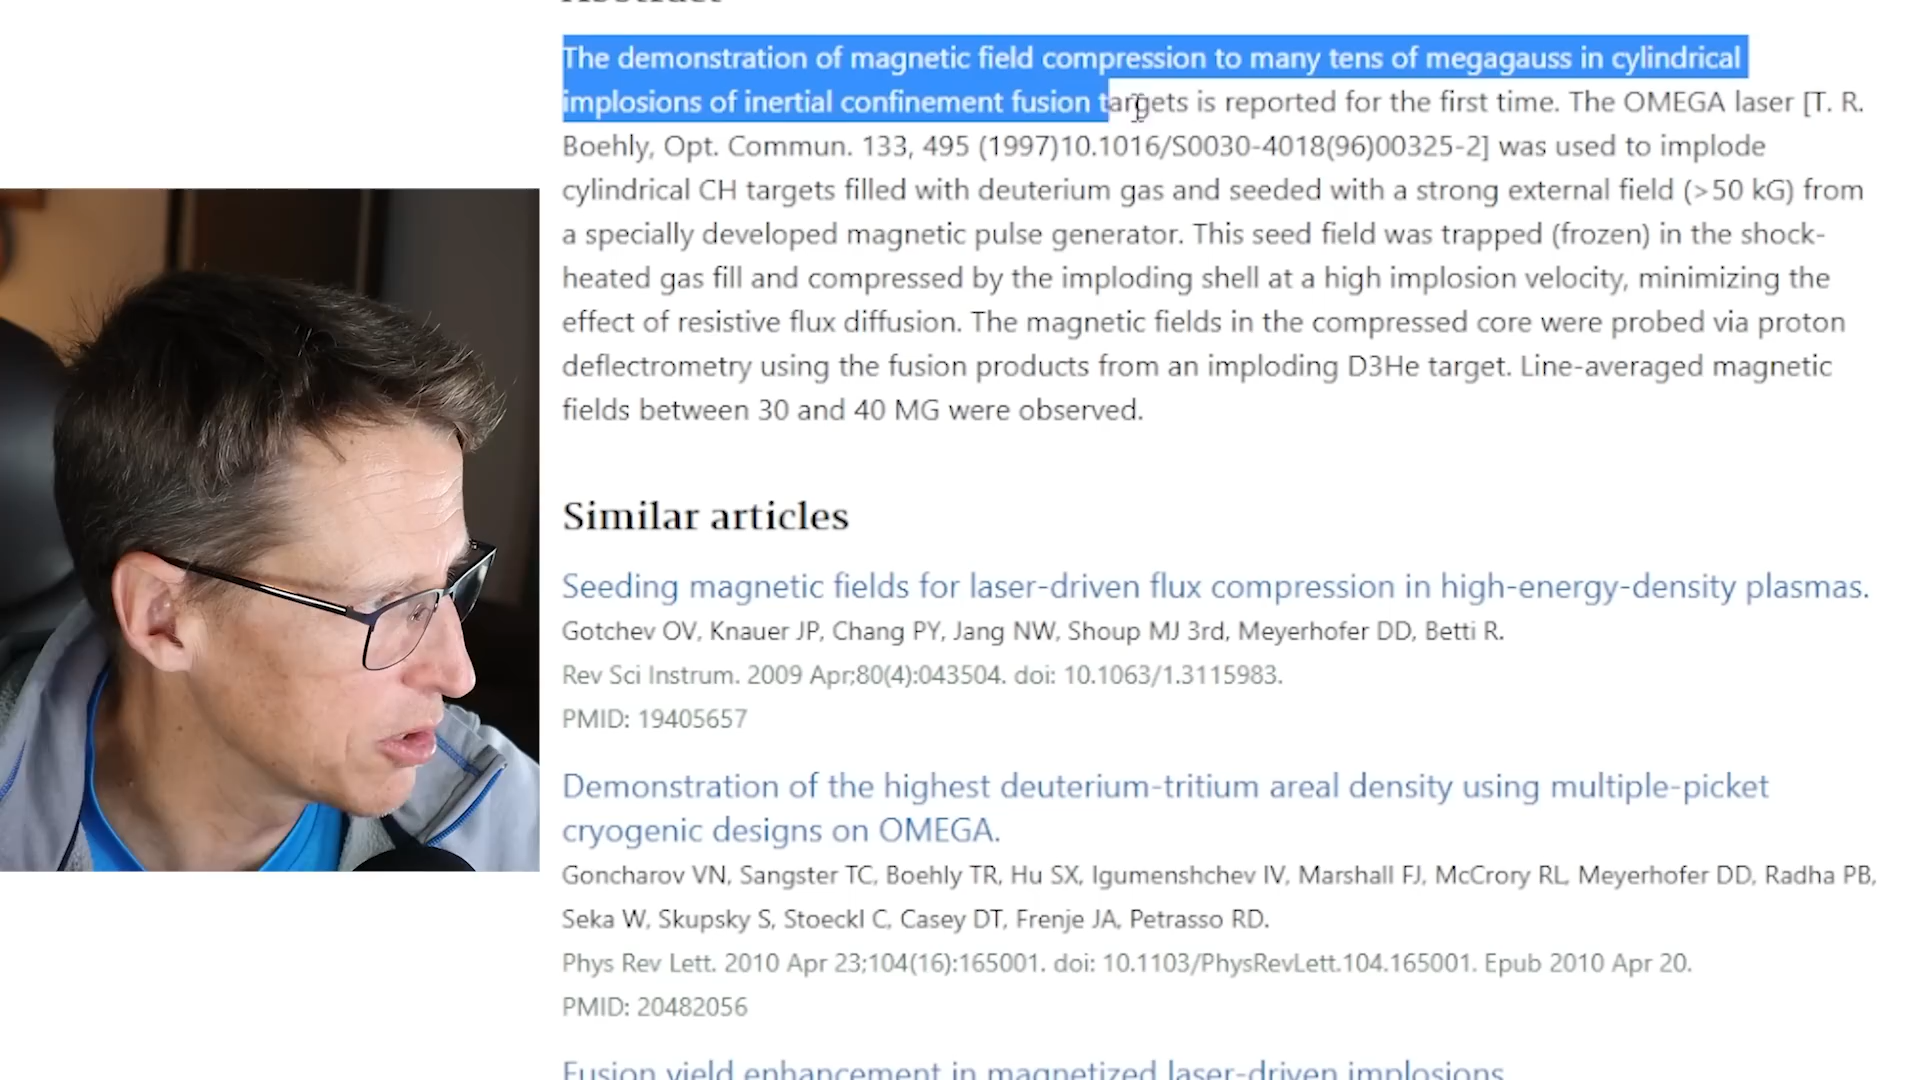 Abstract
The demonstration of magnetic field compression to many tens of megagauss in cylindrical
implosions of inertial confinement fusion targets is reported for the first time. The OMEGA laser [T. R.
Boehly, Opt. Commun. 133, 495 (1997)10.1016/S0030-4018(96)00325-2] was used to implode
cylindrical CH targets filled with deuterium gas and seeded with a strong external field (>50 kG) from
a specially developed magnetic pulse generator. This seed field was trapped (frozen) in the shock-
heated gas fill and compressed by the imploding shell at a high implosion velocity, minimizing the
effect of resistive flux diffusion. The magnetic fields in the compressed core were probed via proton
deflectrometry using the fusion products from an imploding D3He target. Line-averaged magnetic
fields between 30 and 40 MG were observed.
Similar articles
Seeding magnetic fields for laser-driven flux compression in high-energy-density plasmas.
Gotchev OV, Knauer JP, Chang PY, Jang NW, Shoup MJ 3rd, Meyerhofer DD, Betti R.
Rev Sci Instrum. 2009 Apr;80(4):043504. doi: 10.1063/1.3115983.
PMID: 19405657
Demonstration of the highest deuterium-tritium areal density using multiple-picket
cryogenic designs on OMEGA.
Goncharov VN, Sangster TC, Boehly TR, Hu SX, Igumenshchev IV, Marshall FJ, McCrory RL, Meyerhofer DD, Radha PB,
Seka W, Skupsky S, Stoeckl C, Casey DT, Frenje JA, Petrasso RD.
Phys Rev Lett. 2010 Apr 23;104(16):165001. doi: 10.1103/PhysRevLett.104.165001. Epub 2010 Apr 20.
PMID: 20482056
Fusion yield enhancement in magnetized laser-driven implosions.